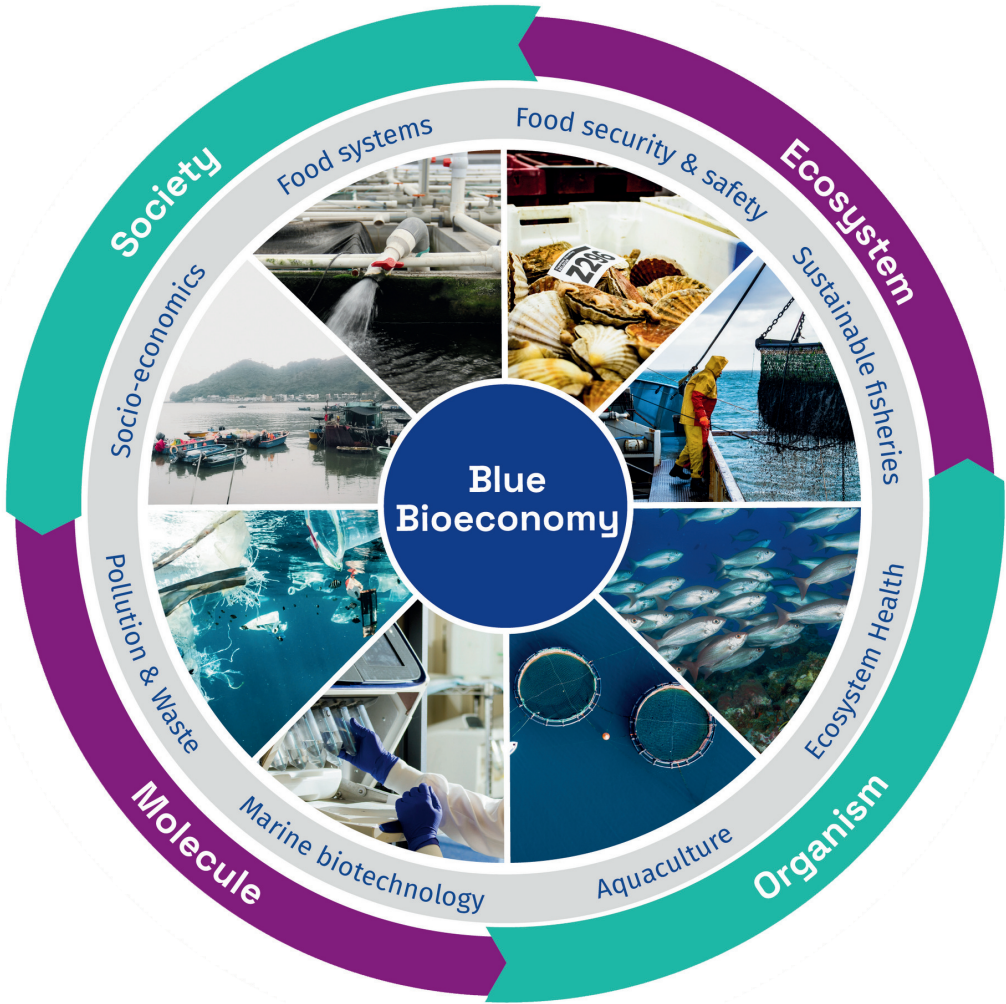 Blue
Bioeconomy
Society
Ecosystem
Organism
Molecule
Food systems
Food security & safety
Sustainable fisheries
Ecosystem Health
Aquaculture
Marine biotechnology
Pollution & Waste
Socio-economics
7296